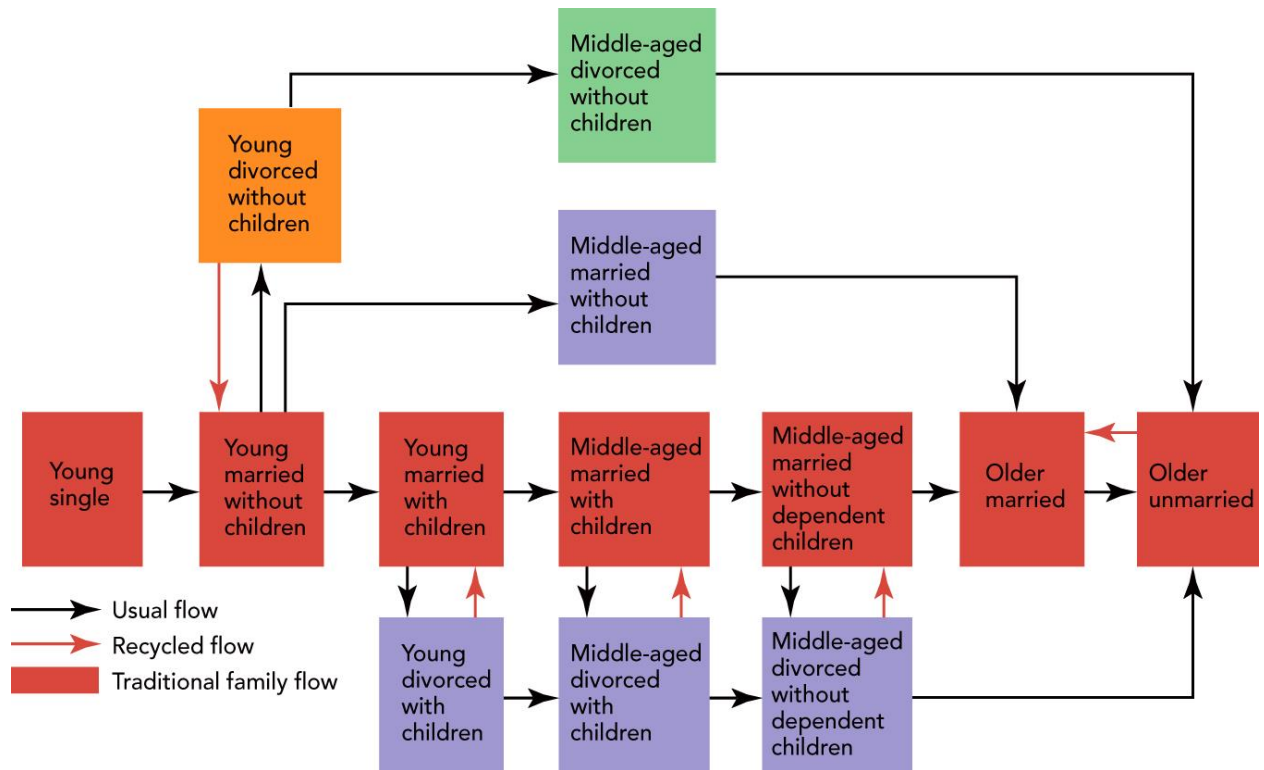 Middle-aged
divorced
without
children
Young
divorced
without
children
Middle-aged
married
without
children
Young
single
Young
married
without
children
Young
married
with
children
Middle-aged
married
with
children
Middle-aged
married
without
dependent
children
Older
married
Older
unmarried
Usual flow
Recycled flow
Traditional family flow
Young
divorced
with
children
Middle-aged
divorced
with
children
Middle-aged
divorced
without
dependent
children